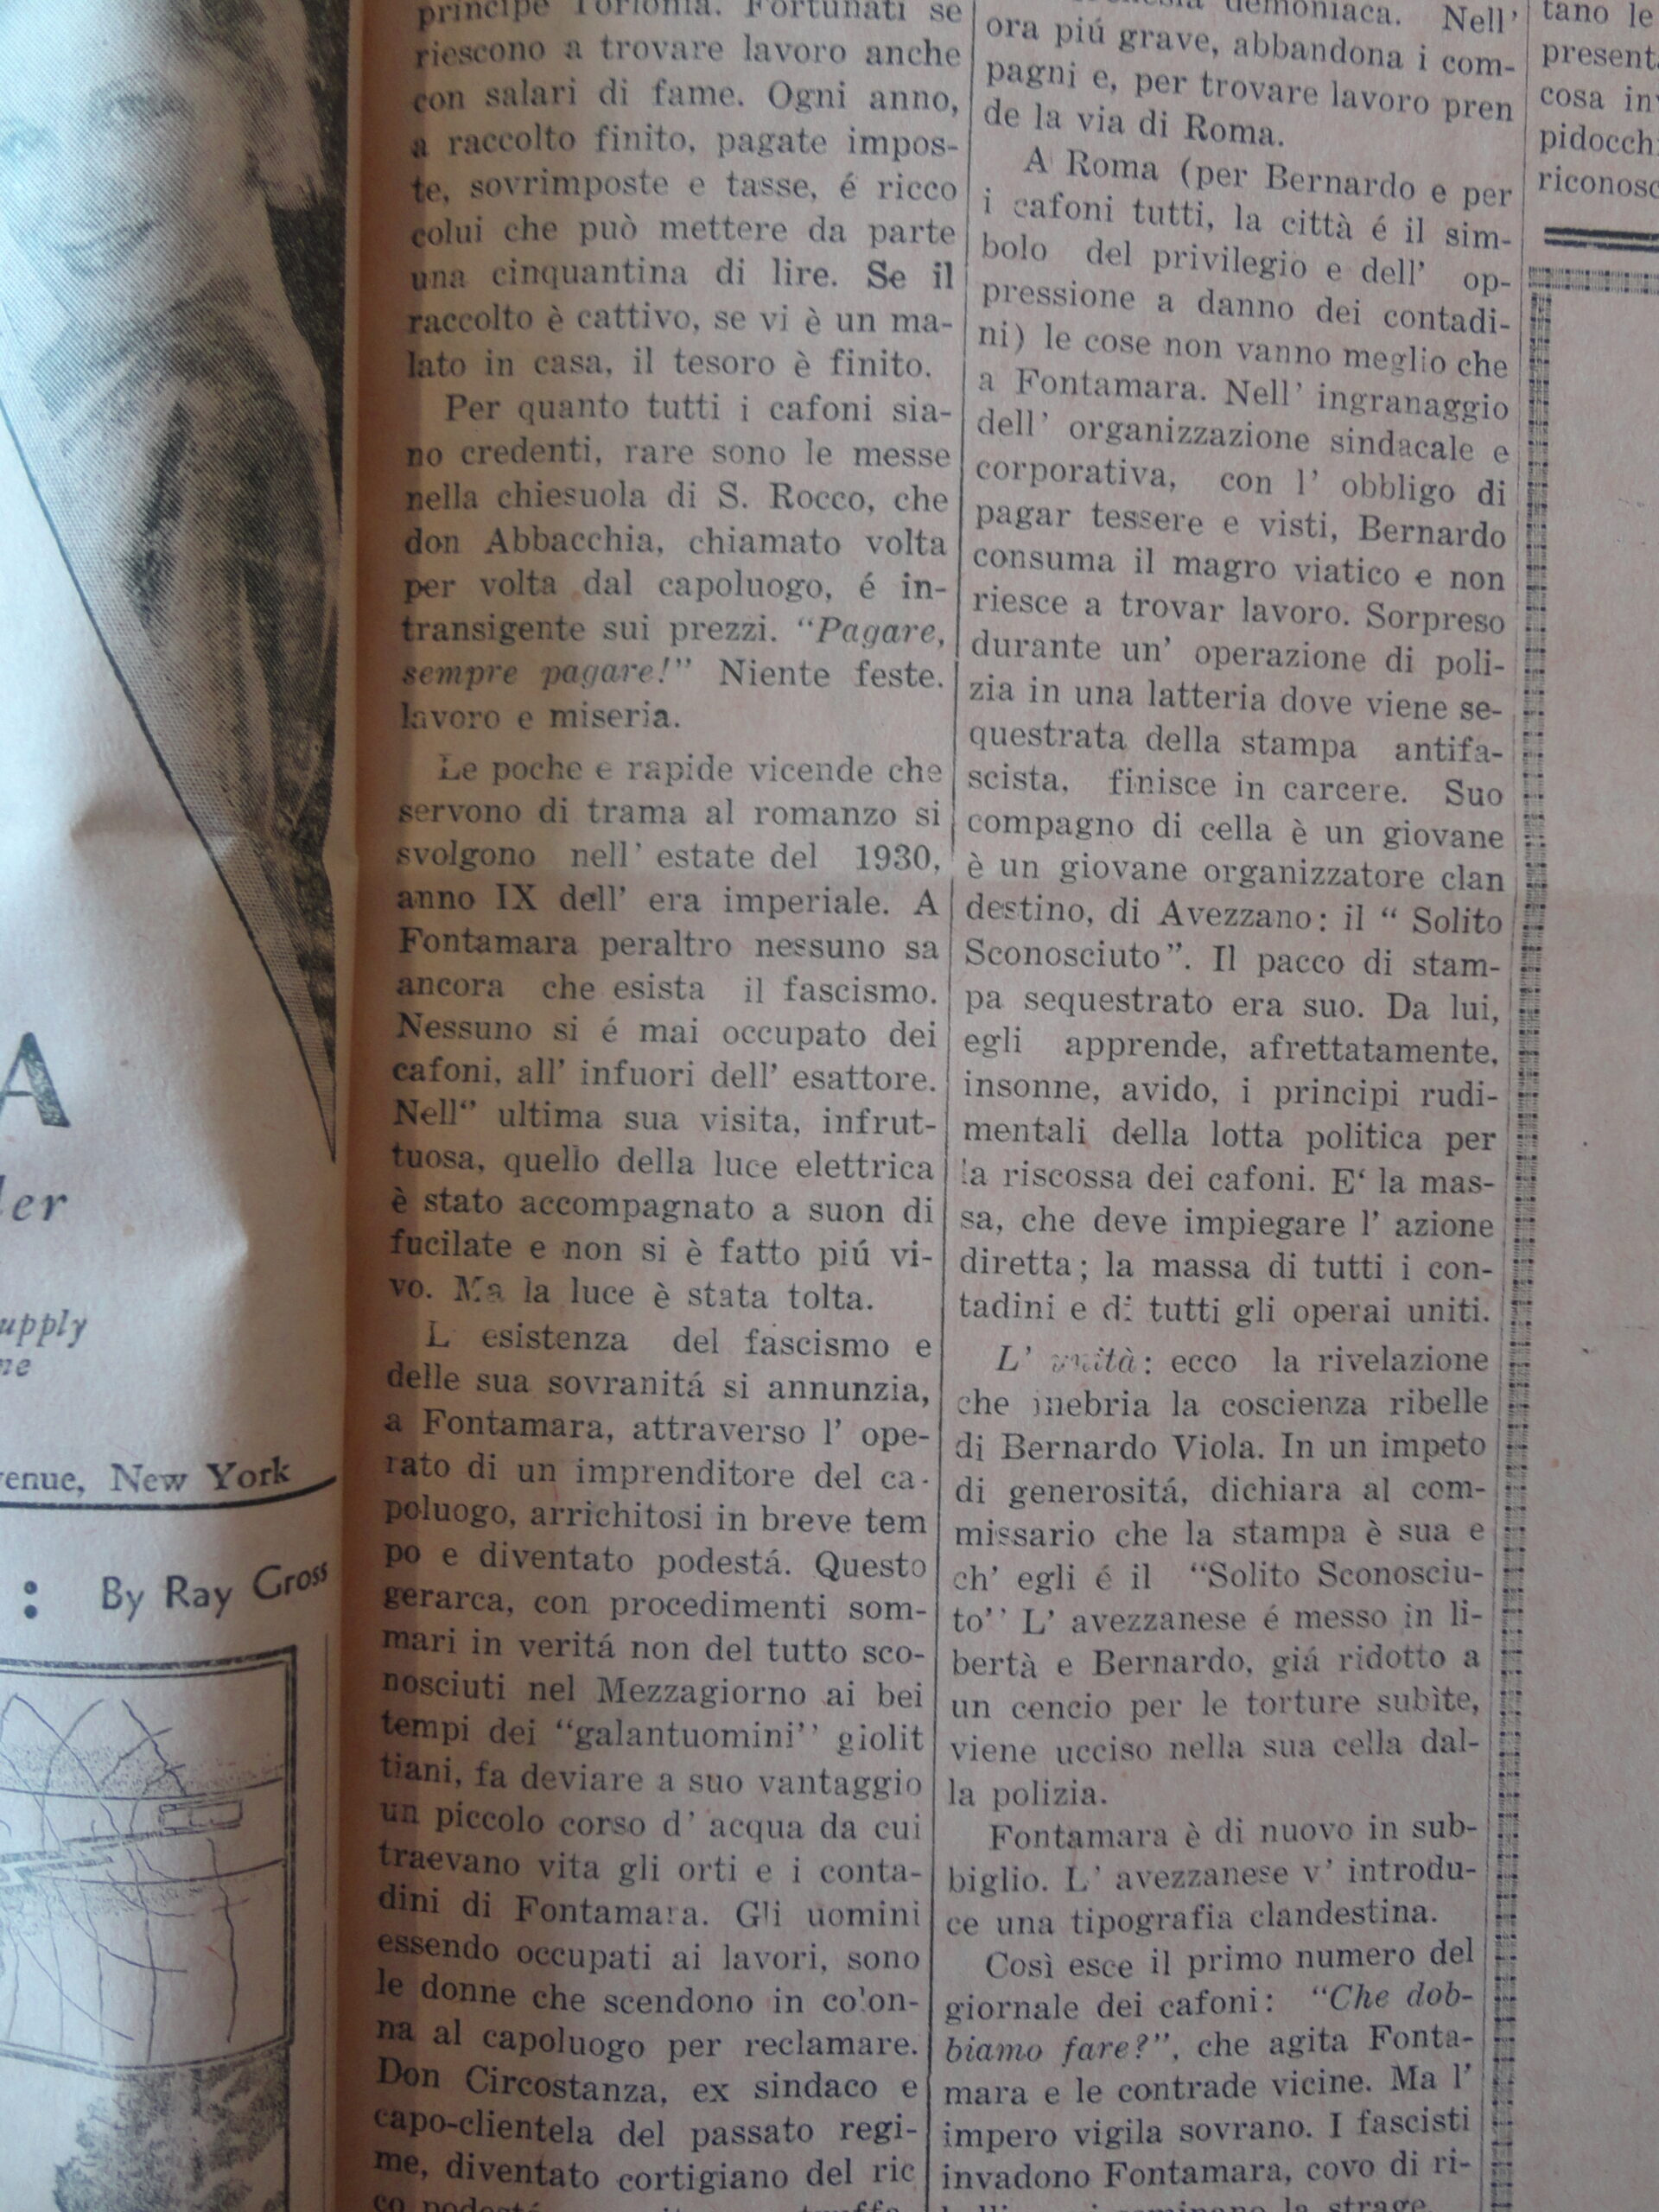 A
ler
upply
ne
venue, New York
: By Ray Gross
principe Torlonia. Fortunati se
riescono a trovare lavoro anche
con salari di fame. Ogni anno,
a raccolto finito, pagate impos-
te, sovrimposte e tasse, é ricco
colui che può mettere da parte
una cinquantina di lire. Se il
raccolto è cattivo, se vi è un ma-
lato in casa, il tesoro è finito.
Per quanto tutti i cafoni sia-
no credenti, rare sono le messe
nella chiesuola di S. Rocco, che
don Abbacchia, chiamato volta
per volta dal capoluogo, é in-
transigente sui prezzi. “Pagare,
sempre pagare!” Niente feste.
lavoro e miseria.
Le poche e rapide vicende che
servono di trama al romanzo si
svolgono nell' estate del 1930,
anno IX dell' era imperiale. A
Fontamara peraltro nessuno sa
ancora che esista il fascismo.
Nessuno si é mai occupato dei
cafoni, all' infuori dell' esattore.
Nell“ ultima sua visita, infrut-
tuosa, quello della luce elettrica
è stato accompagnato a suon di
fucilate e non si è fatto piú vi-
vo. Ma la luce è stata tolta.
L' esistenza del fascismo e
delle sua sovranitá si annunzia,
a Fontamara, attraverso l' ope-
rato di un imprenditore del ca-
poluogo, arrichitosi in breve tem
po e diventato podestá. Questo
gerarca, con procedimenti som-
mari in veritá non del tutto sco-
nosciuti nel Mezzagiorno ai bei
tempi dei “galantuomini'' giolit
tiani, fa deviare a suo vantaggio
un piccolo corso d' acqua da cui
traevano vita gli orti e i conta-
dini di Fontamara. Gli uomini
essendo occupati ai lavori, sono
le donne che scendono in colon-
na al capoluogo per reclamare.
Don Circostanza, ex sindaco e
capo-clientela del passato regi-
me, diventato cortigiano del ric
co podestá
demoniaca. Nell'
ora piú grave, abbandona i com-
pagni e, per trovare lavoro pren
de la via di Roma.
A Roma (per Bernardo e per
i cafoni tutti, la città é il sim-
bolo del privilegio e dell' op-
pressione a danno dei contadi-
ni) le cose non vanno meglio che
a Fontamara. Nell' ingranaggio
dell' organizzazione sindacale e
corporativa, con l' obbligo di
pagar tessere e visti, Bernardo
consuma il magro viatico e non
riesce a trovar lavoro. Sorpreso
durante un' operazione di poli-
zia in una latteria dove viene se-
questrata della stampa antifa-
scista, finisce in carcere. Suo
compagno di cella è un giovane
è un giovane organizzatore clan
destino, di Avezzano: il “ Solito
Sconosciuto”. Il pacco di stam-
pa sequestrato era suo. Da lui,
egli apprende, afrettatamente,
insonne, avido, i principi rudi-
mentali della lotta politica per
la riscossa dei cafoni. E‘ la mas-
sa, che deve impiegare l' azione
diretta; la massa di tutti i con-
tadini e di tutti gli operai uniti.
L' unità: ecco la rivelazione
che inebria la coscienza ribelle
di Bernardo Viola. In un impeto
di generositá, dichiara al com-
missario che la stampa è sua e
ch' egli é il “Solito Sconosciu-
to'' L' avezzanese é messo in li-
bertà e Bernardo, giá ridotto a
un cencio per le torture subìte,
viene ucciso nella sua cella dal-
la polizia.
Fontamara è di nuovo in sub-
biglio. L' avezzanese v' introdu-
ce una tipografia clandestina.
Così esce il primo numero del
giornale dei cafoni: “Che dob-
biamo fare?”, che agita Fonta-
mara e le contrade vicine. Ma l'
impero vigila sovrano. I fascisti
invadono Fontamara, covo di ri-
la strage
tano le
present
cosa in
pidocch
riconosc